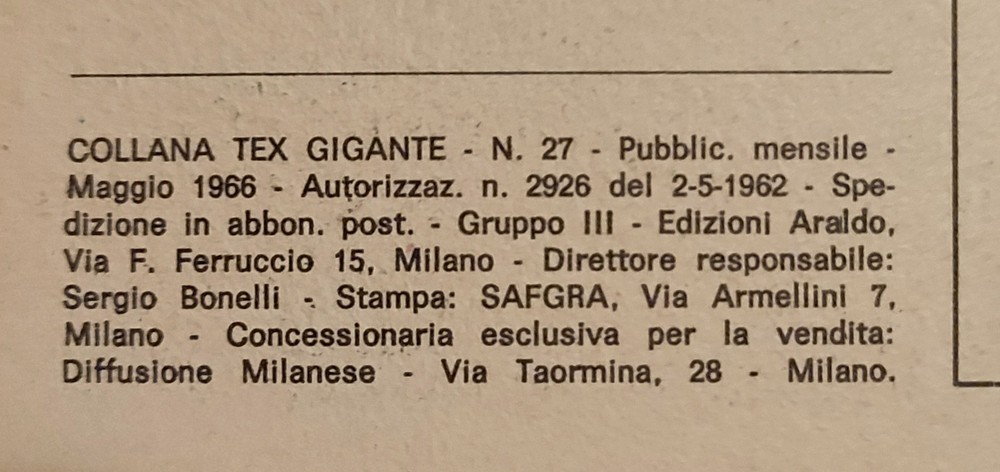 COLLANA TEX GIGANTE - N. 27 - Pubblic. mensile -
Maggio 1966 - Autorizzaz. n. 2926 del 2-5-1962 - Spe-
dizione in abbon. post. - Gruppo III - Edizioni Araldo,
Via F. Ferruccio 15, Milano - Direttore responsabile:
Sergio Bonelli - Stampa: SAFGRA, Via Armellini 7,
Milano - Concessionaria esclusiva per la vendita:
Diffusione Milanese - Via Taormina, 28 - Milano.